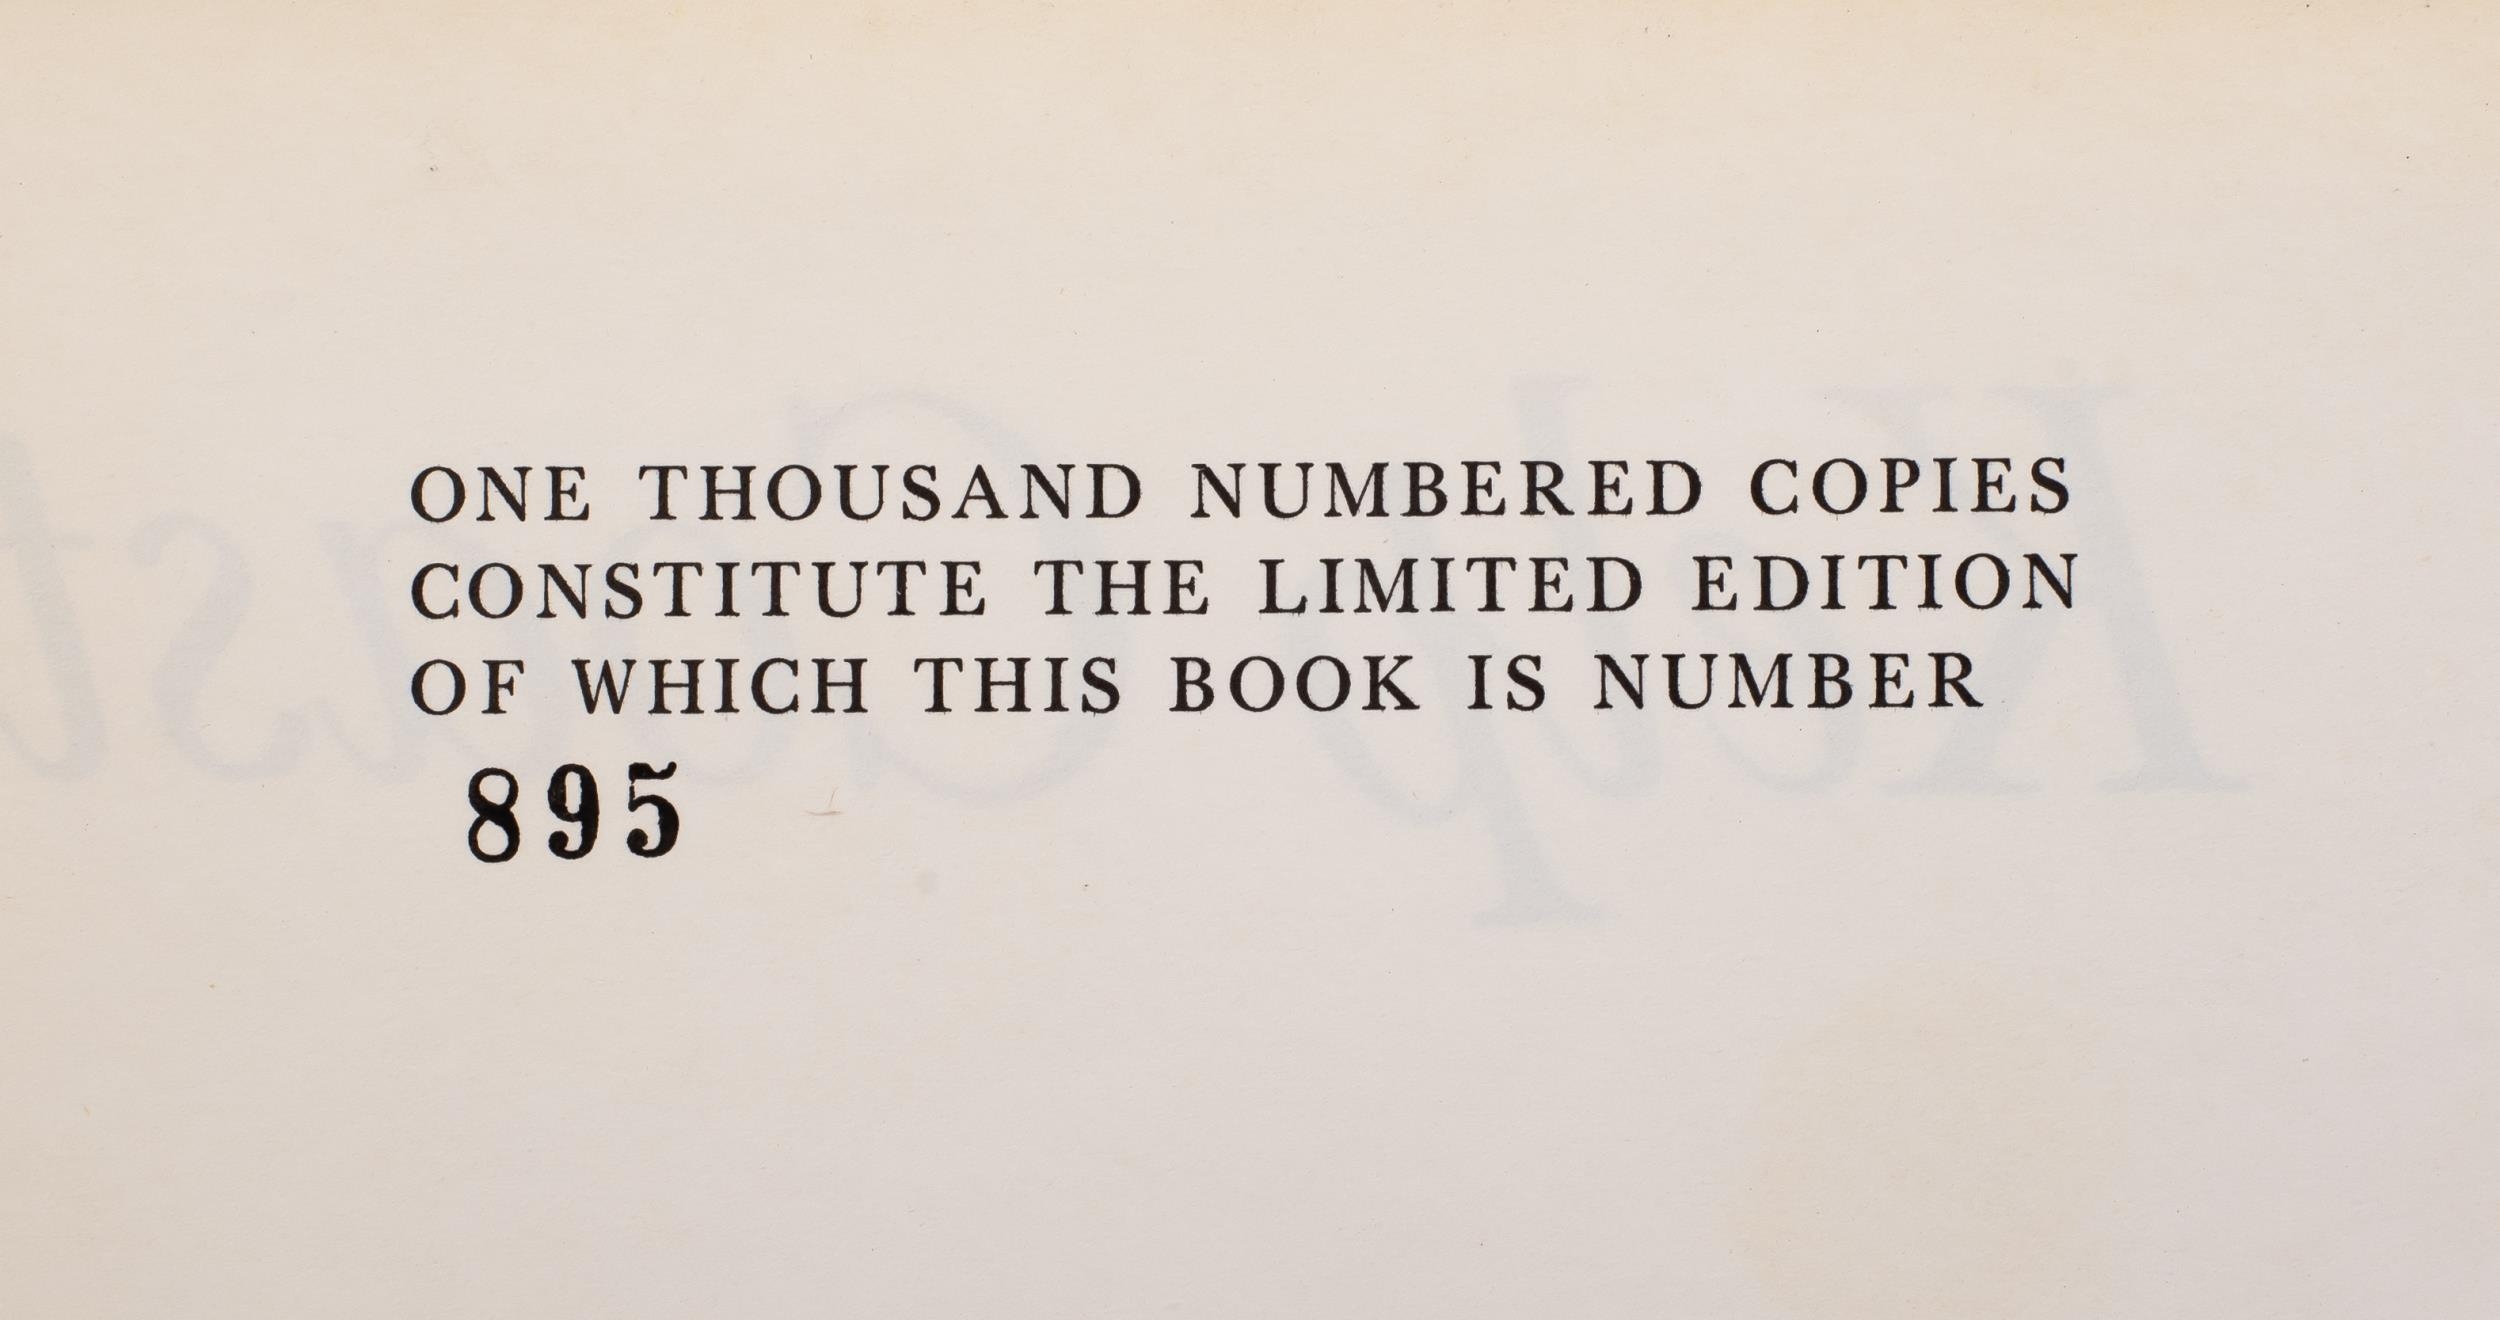 ONE THOUSAND NUMBERED COPIES
CONSTITUTE THE LIMITED EDITION
OF WHICH THIS BOOK IS NUMBER
895